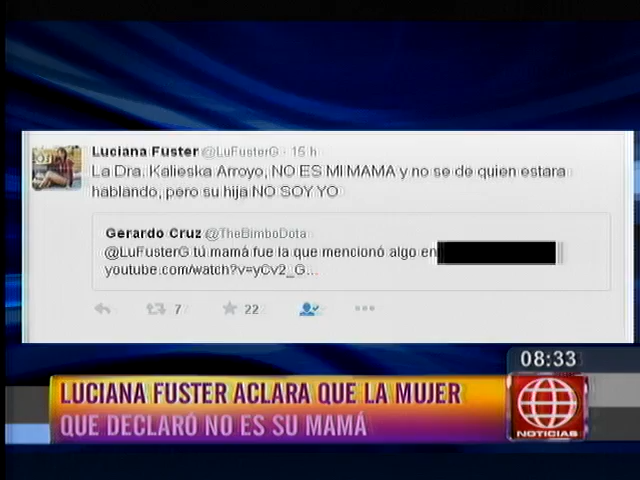 Luciana Fuster @LuFusterG · 15 h
La Dra. Kalieska Arroyo, NO ES MI MAMA y no se de quien estara
hablando, pero su hija NO SOY YO
Gerardo Cruz @TheBimboDota
@LuFusterG tú mamá fue la que mencionó algo en
youtube.com/watch?v=yCv2_G...
7 22
08:33
LUCIANA FUSTER ACLARA QUE LA MUJER
QUE DECLARÓ NO ES SU MAMÁ
NOTICIAS